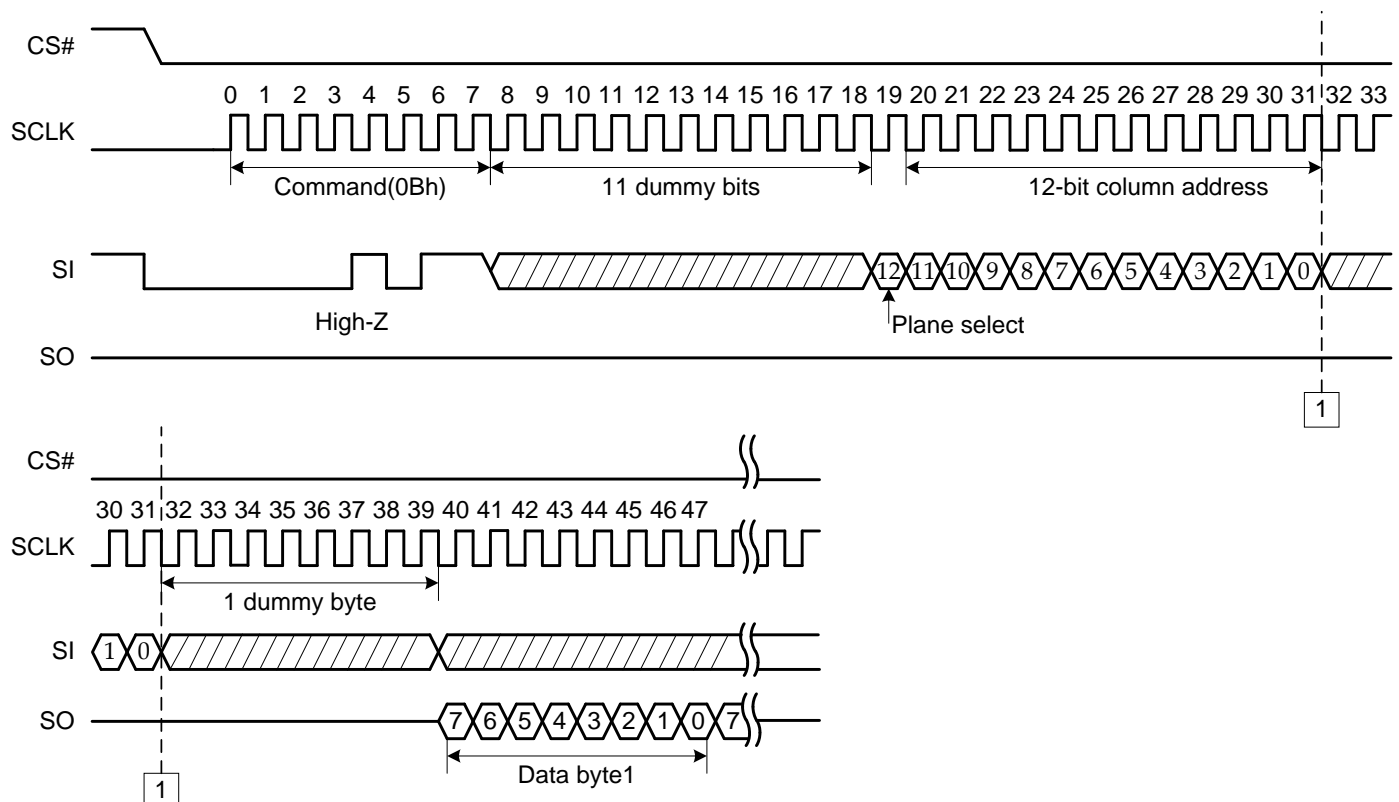 CS#
0 1 2 3 4 5 6 7 8 9 10 11 12 13 14 15 16 17 18 19 20 21 22 23 24 25 26 27 28 29 30 31 32 33
SCLK
Command(0Bh) 11 dummy bits 12-bit column address
SI 12 11 10 9 8 7 6 5 4 3 2 1 0
High-Z Plane select
SO
1
CS#
30 31 32 33 34 35 36 37 38 39 40 41 42 43 44 45 46 47
SCLK
1 dummy byte
SI 1 0
SO 7 6 5 4 3 2 1 0 7
Data byte1
1